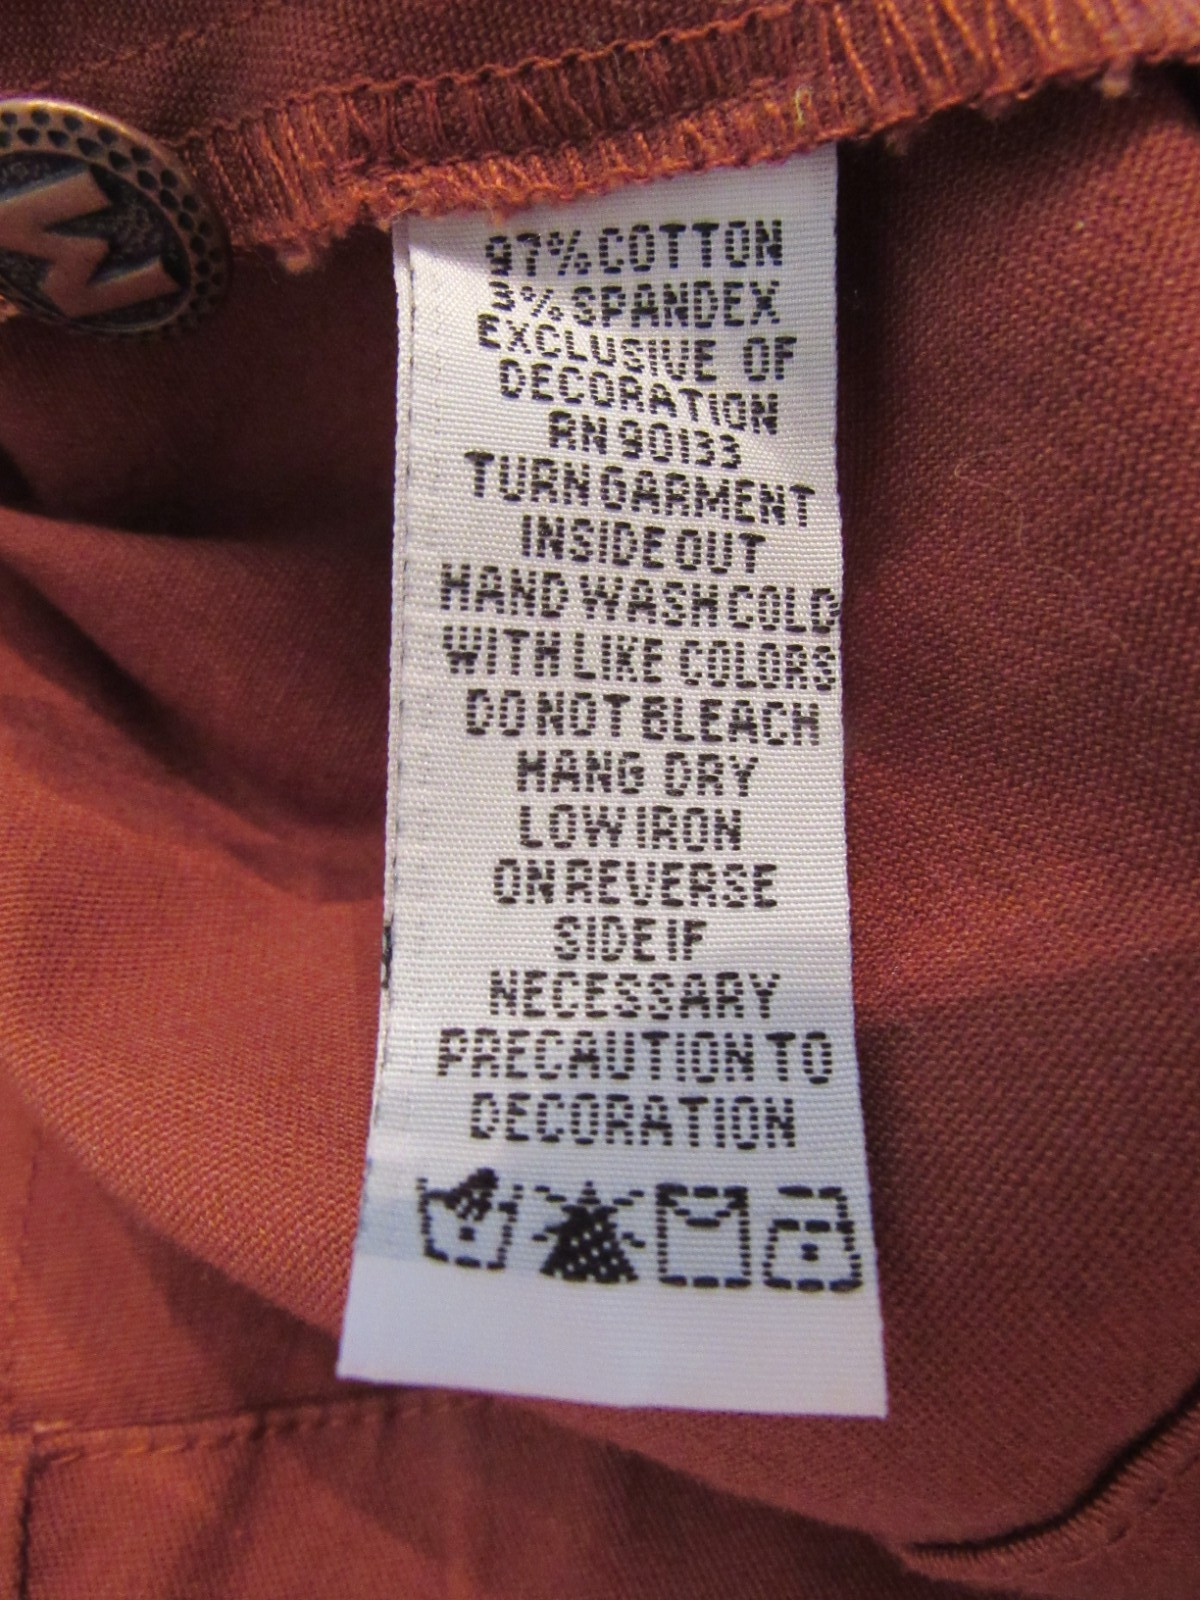 97% COTTON
3% SPANDEX
EXCLUSIVE OF
DECORATION
RN 90133
TURN GARMENT
INSIDE OUT
HAND WASH COLD
WITH LIKE COLORS
DO NOT BLEACH
HANG DRY
LOW IRON
ON REVERSE
SIDE IF
NECESSARY
PRECAUTION TO
DECORATION